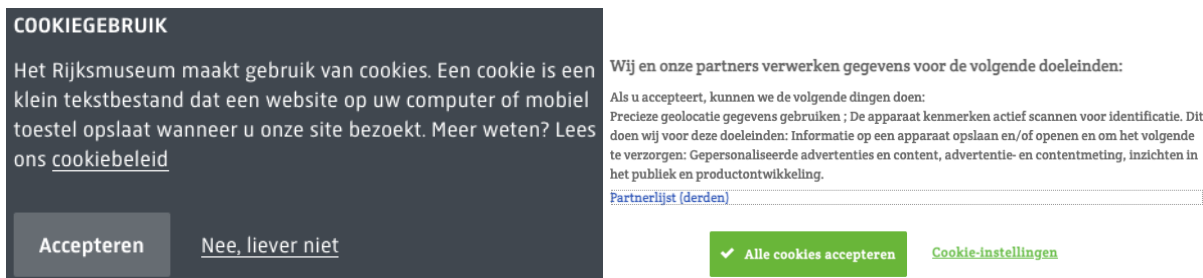 COOKIEGEBRUIK
Het Rijksmuseum maakt gebruik van cookies. Een cookie is een
klein tekstbestand dat een website op uw computer of mobiel
toestel opslaat wanneer u onze site bezoekt. Meer weten? Lees
ons cookiebeleid
Accepteren Nee, liever niet
Wij en onze partners verwerken gegevens voor de volgende doeleinden:
Als u accepteert, kunnen we de volgende dingen doen:
Precieze geolocatie gegevens gebruiken ; De apparaat kenmerken actief scannen voor identificatie. Dit
doen wij voor deze doeleinden: Informatie op een apparaat opslaan en/of openen en om het volgende
te verzorgen: Gepersonaliseerde advertenties en content, advertentie- en contentmeting, inzichten in
het publiek en productontwikkeling.
Partnerlijst (derden)
Alle cookies accepteren Cookie-instellingen